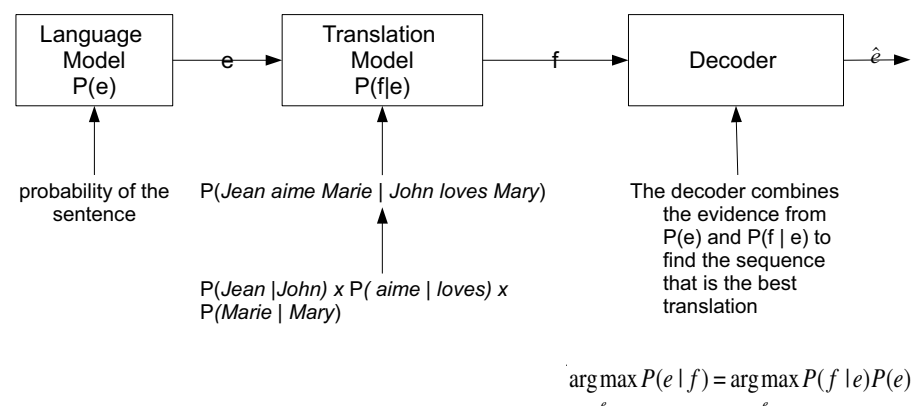 Language
Model
P(e)
e
Translation
Model
P(f|e)
f
Decoder
ê
probability of the
sentence
P(Jean aime Marie | John loves Mary)
P(Jean |John) x P( aime | loves) x
P(Marie | Mary)
The decoder combines
the evidence from
P(e) and P(f | e) to
find the sequence
that is the best
translation
arg max P(e | f) = arg max P(f | e)P(e)
e e